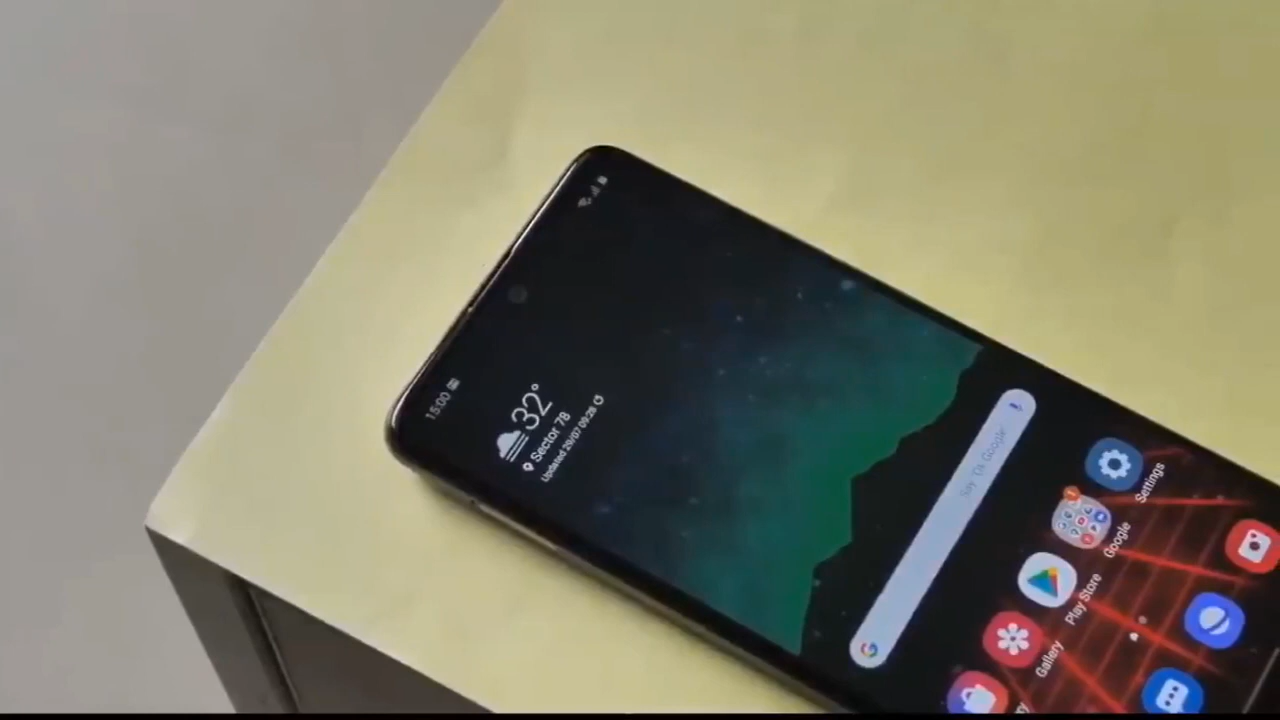 15:00
32°
Sector 78
Updated 29/07 09:28
Say "Ok Google"
Gallery
Play Store
Google
Settings